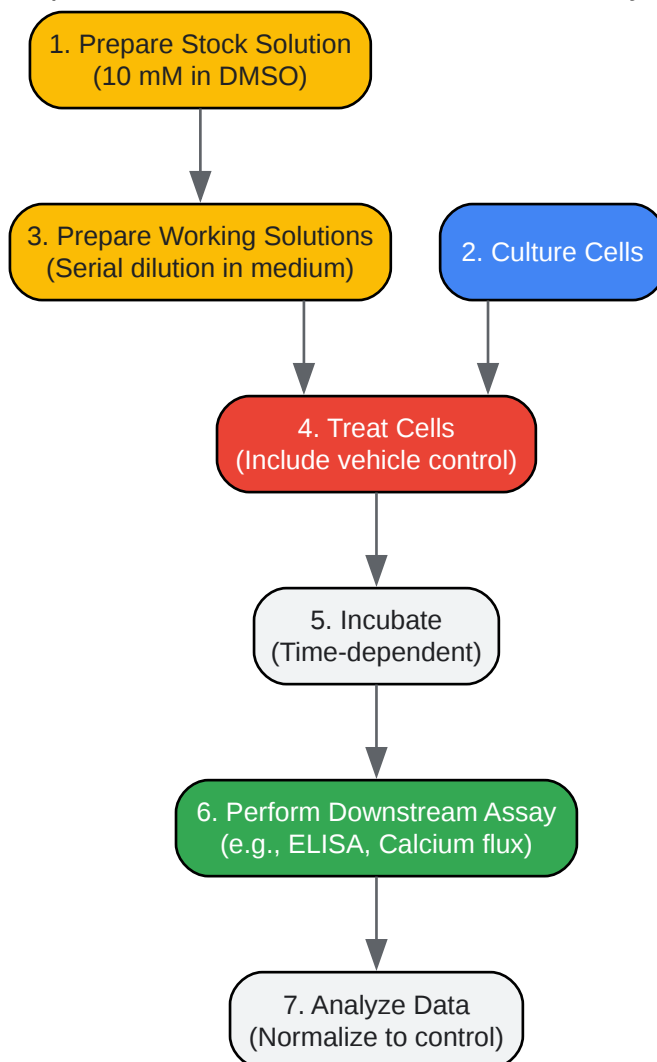 1. Prepare Stock Solution
(10 mM in DMSO)
3. Prepare Working Solutions
(Serial dilution in medium)
2. Culture Cells
4. Treat Cells
(Include vehicle control)
5. Incubate
(Time-dependent)
6. Perform Downstream Assay
(e.g., ELISA, Calcium flux)
7. Analyze Data
(Normalize to control)